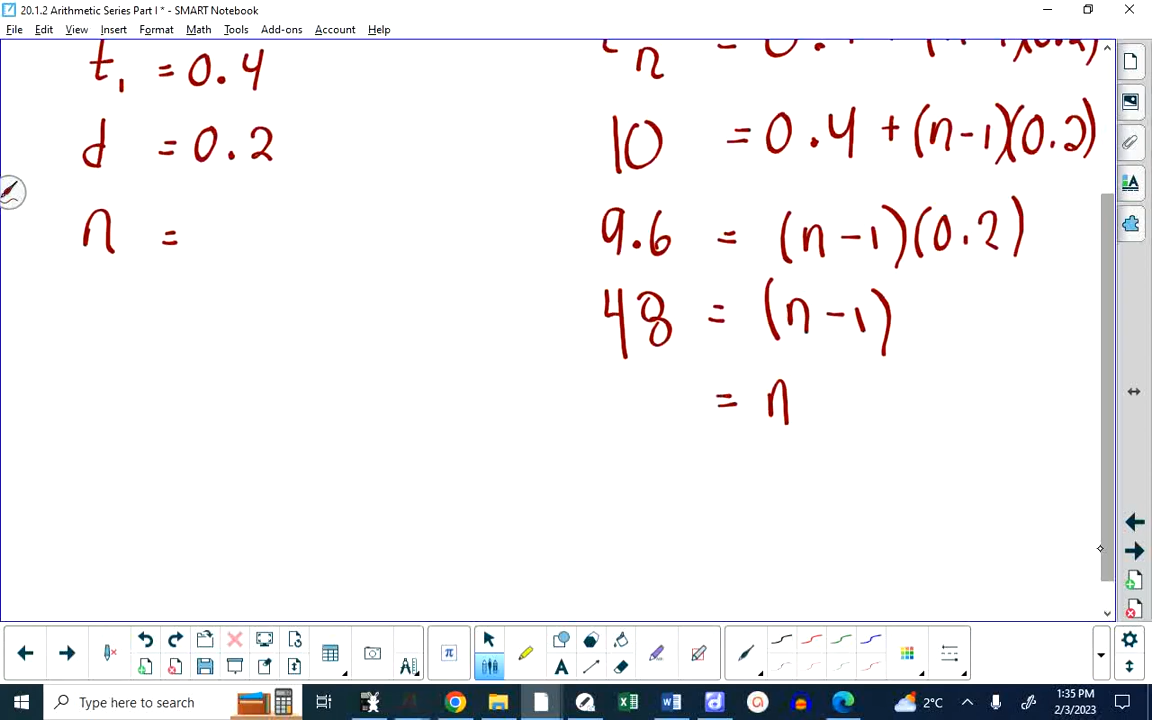 20.1.2 Arithmetic Series Part I * - SMART Notebook
File Edit View Insert Format Math Tools Add-ons Account Help
t₁ = 0.4
d = 0.2
n =
10 = 0.4 + (n-1)(0.2)
9.6 = (n-1)(0.2)
48 = (n-1)
= n
Type here to search
2°C
1:35 PM
2/3/2023